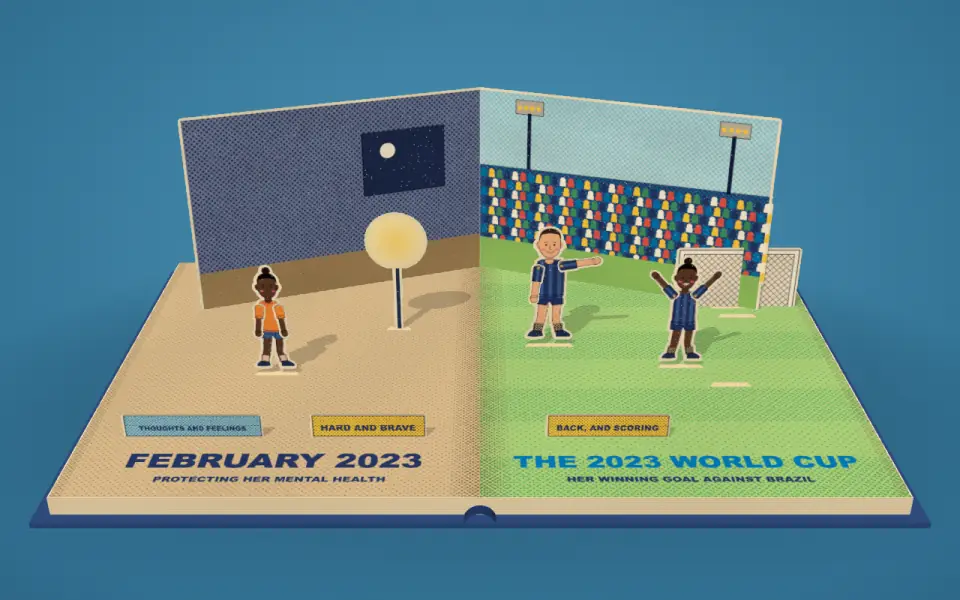 THOUGHTS AND FEELINGS
HARD AND BRAVE
FEBRUARY 2023
PROTECTING HER MENTAL HEALTH
BACK, AND SCORING
THE 2023 WORLD CUP
HER WINNING GOAL AGAINST BRAZIL